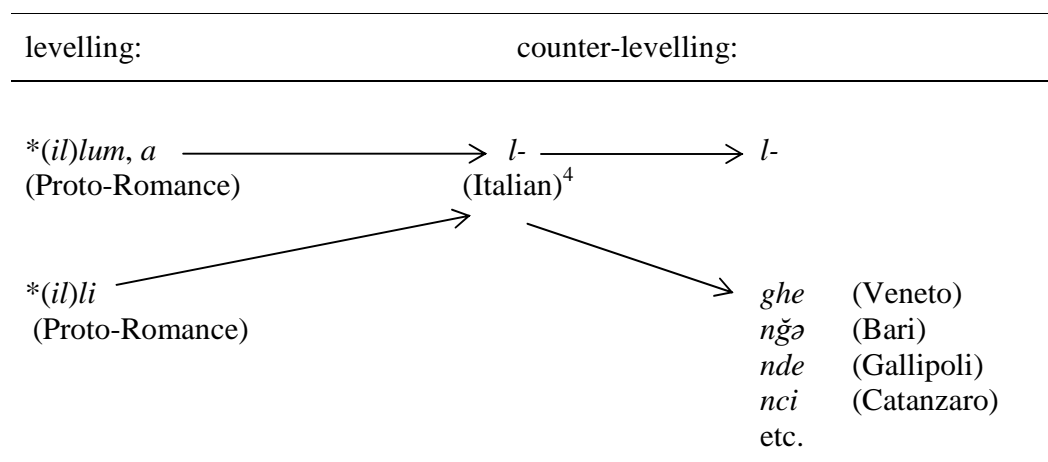 levelling: counter-levelling:
*(il)lum, a l- l-
(Proto-Romance) (Italian)4
*(il)li ghe (Veneto)
(Proto-Romance) nğə (Bari)
nde (Gallipoli)
nci (Catanzaro)
etc.